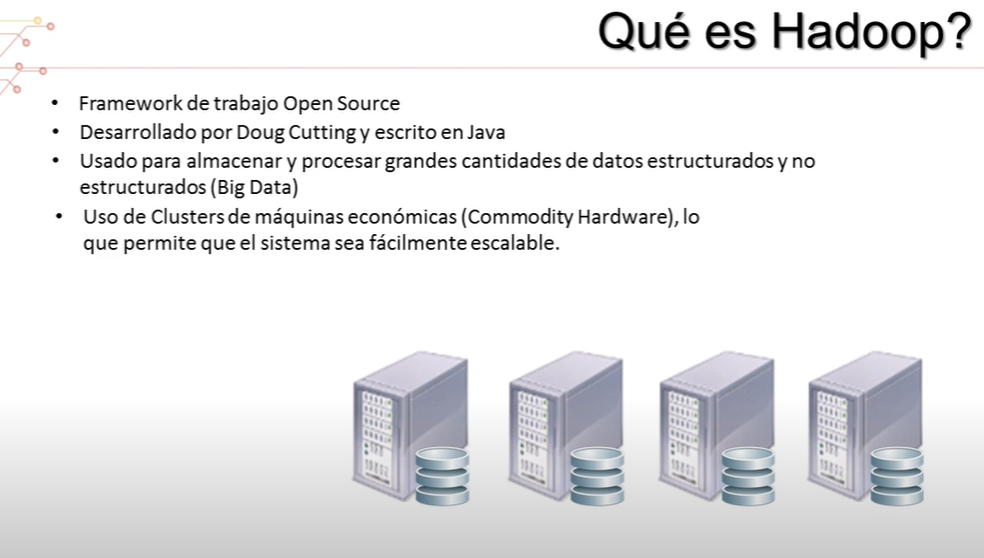 Qué es Hadoop?
• Framework de trabajo Open Source
• Desarrollado por Doug Cutting y escrito en Java
• Usado para almacenar y procesar grandes cantidades de datos estructurados y no
estructurados (Big Data)
• Uso de Clusters de máquinas económicas (Commodity Hardware), lo
que permite que el sistema sea fácilmente escalable.